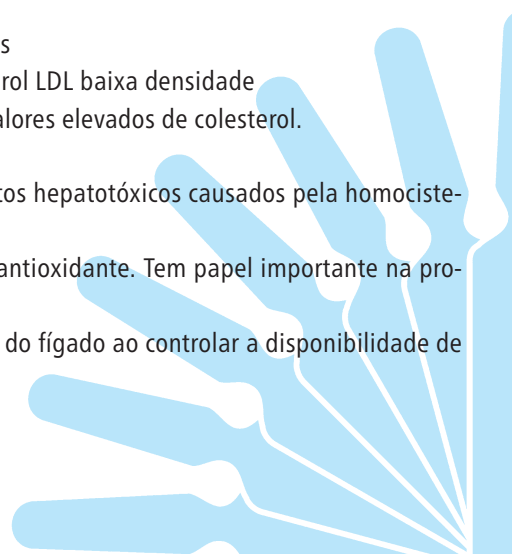 s
rol LDL baixa densidade
alores elevados de colesterol.
tos hepatotóxicos causados pela homociste-
antioxidante. Tem papel importante na pro-
do fígado ao controlar a disponibilidade de